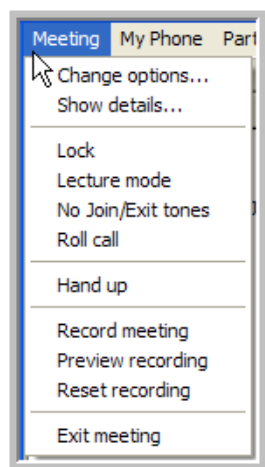 Meeting My Phone Part
Change options...
Show details...
Lock
Lecture mode
No Join/Exit tones
Roll call
Hand up
Record meeting
Preview recording
Reset recording
Exit meeting